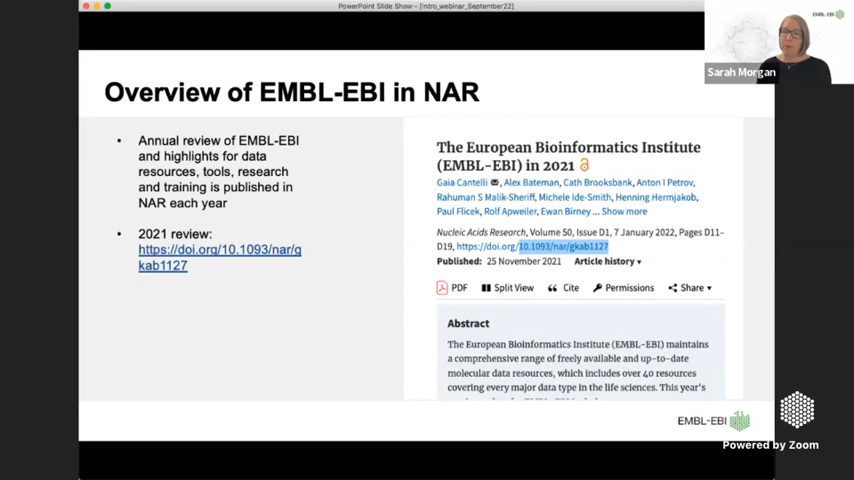 PowerPoint Slide Show - [Intro_webinar_September22]
EMBL-EBI
Sarah Morgan
Overview of EMBL-EBI in NAR
• Annual review of EMBL-EBI
and highlights for data
resources, tools, research
and training is published in
NAR each year
• 2021 review:
https://doi.org/10.1093/nar/g
kab1127
The European Bioinformatics Institute
(EMBL-EBI) in 2021
Gaia Cantelli, Alex Bateman, Cath Brooksbank, Anton I Petrov,
Rahuman S Malik-Sheriff, Michele Ide-Smith, Henning Hermjakob,
Paul Flicek, Rolf Apweiler, Ewan Birney ... Show more
Nucleic Acids Research, Volume 50, Issue D1, 7 January 2022, Pages D11–
D19, https://doi.org/10.1093/nar/gkab1127
Published: 25 November 2021 Article history
PDF Split View Cite Permissions Share
Abstract
The European Bioinformatics Institute (EMBL-EBI) maintains
a comprehensive range of freely available and up-to-date
molecular data resources, which includes over 40 resources
covering every major data type in the life sciences. This year's
EMBL-EBI
Powered by Zoom